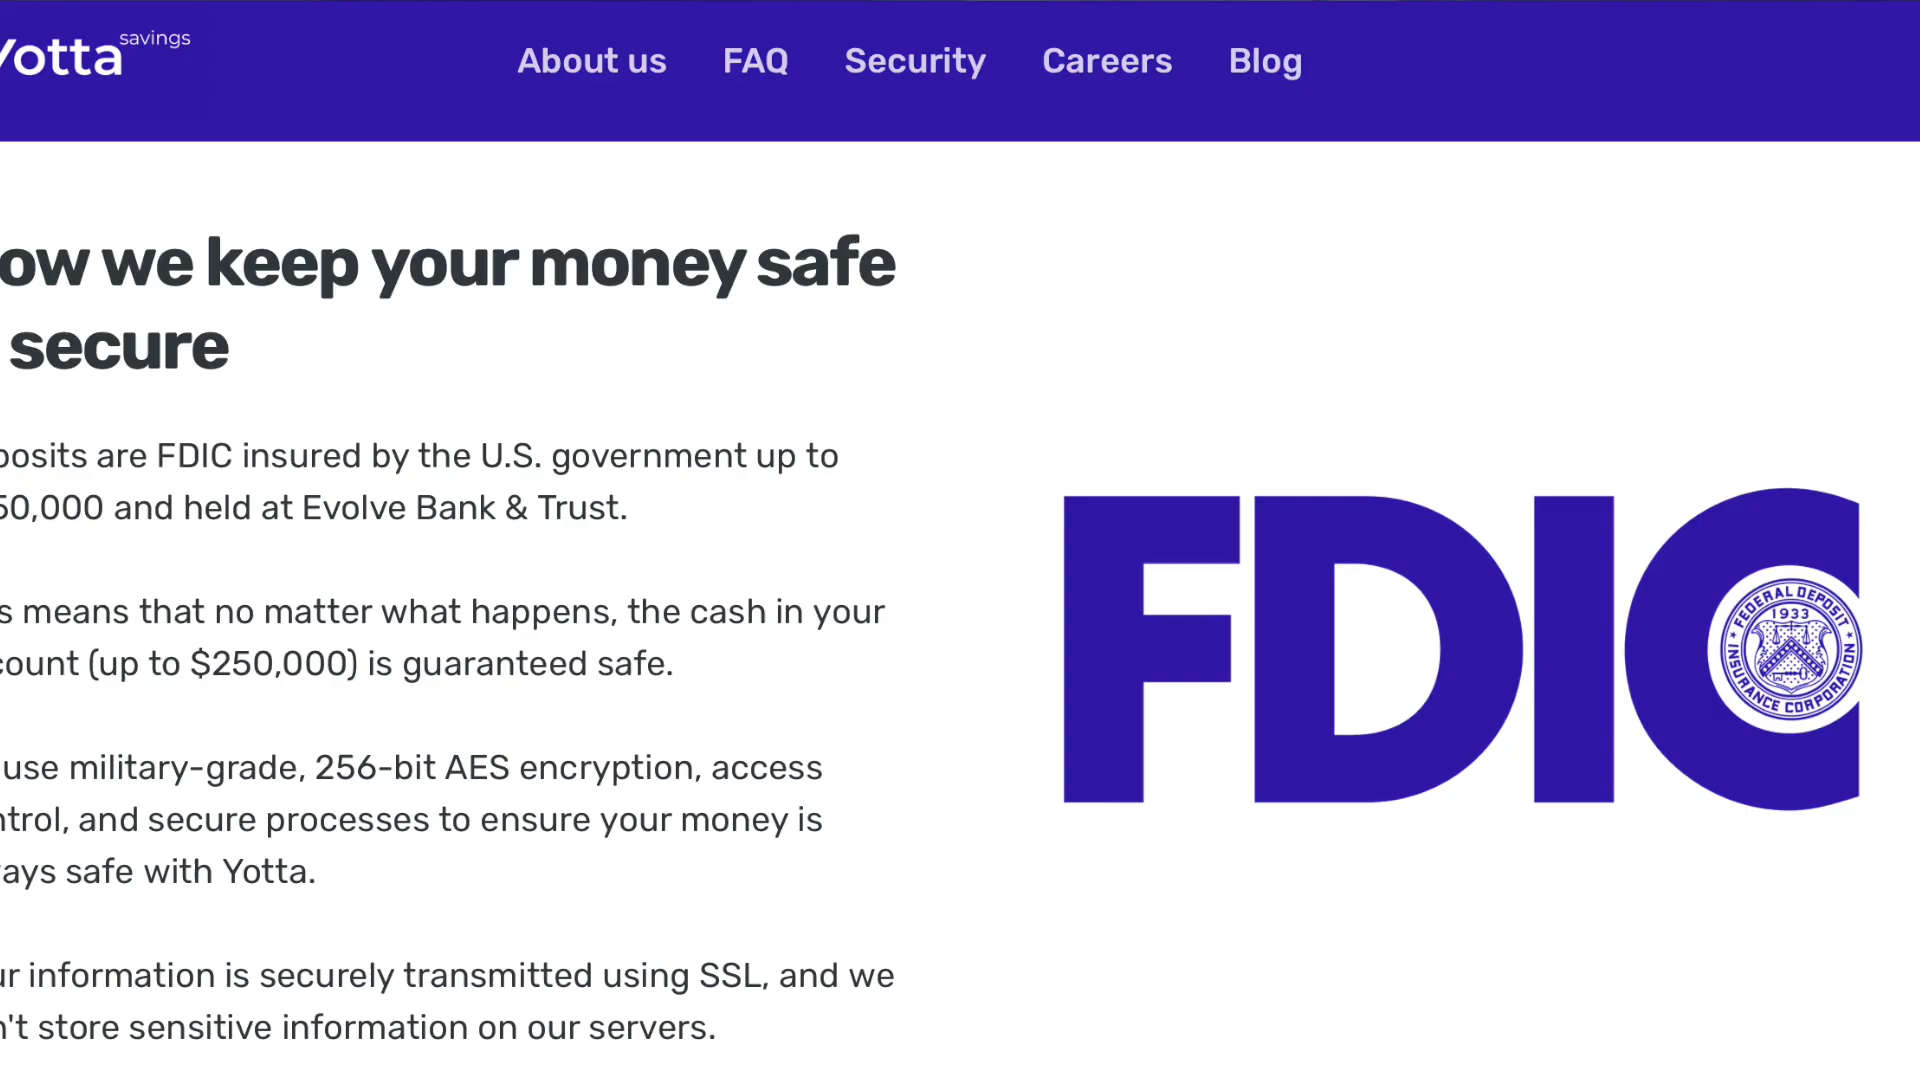 Yotta savings
About us FAQ Security Careers Blog
ow we keep your money safe
secure
posits are FDIC insured by the U.S. government up to
50,000 and held at Evolve Bank & Trust.
s means that no matter what happens, the cash in your
count (up to $250,000) is guaranteed safe.
use military-grade, 256-bit AES encryption, access
ntrol, and secure processes to ensure your money is
ays safe with Yotta.
ur information is securely transmitted using SSL, and we
n't store sensitive information on our servers.
FDIC
FEDERAL DEPOSIT
1933
INSURANCE CORPORATION